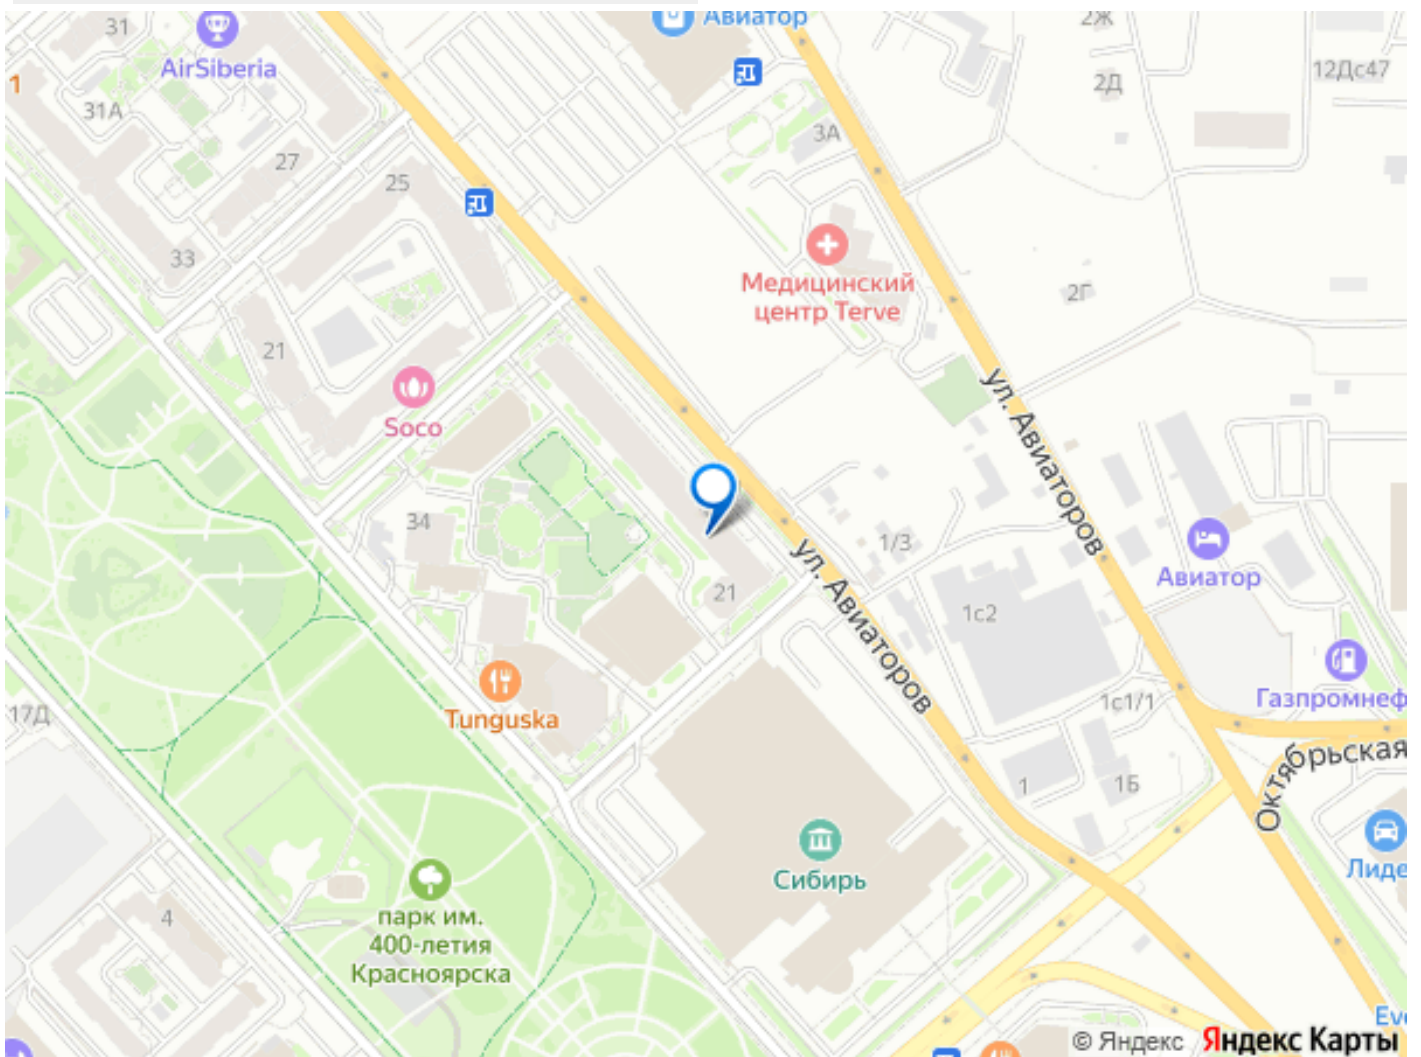 31
AirSiberia
1
31А
27
25
33
21
Soco
34
21
Tunguska
17Д
4
парк им.
400-летия
Красноярска
Авиатор
2Ж
2Д
12Дс47
3А
Медицинский
центр Terve
2Г
ул. Авиаторов
ул. Авиаторов
1/3
1с2
Авиатор
1с1/1
Газпромнеф
Октябрьская
1
1Б
Сибирь
Лиде
Eve
© Яндекс Яндекс Карты